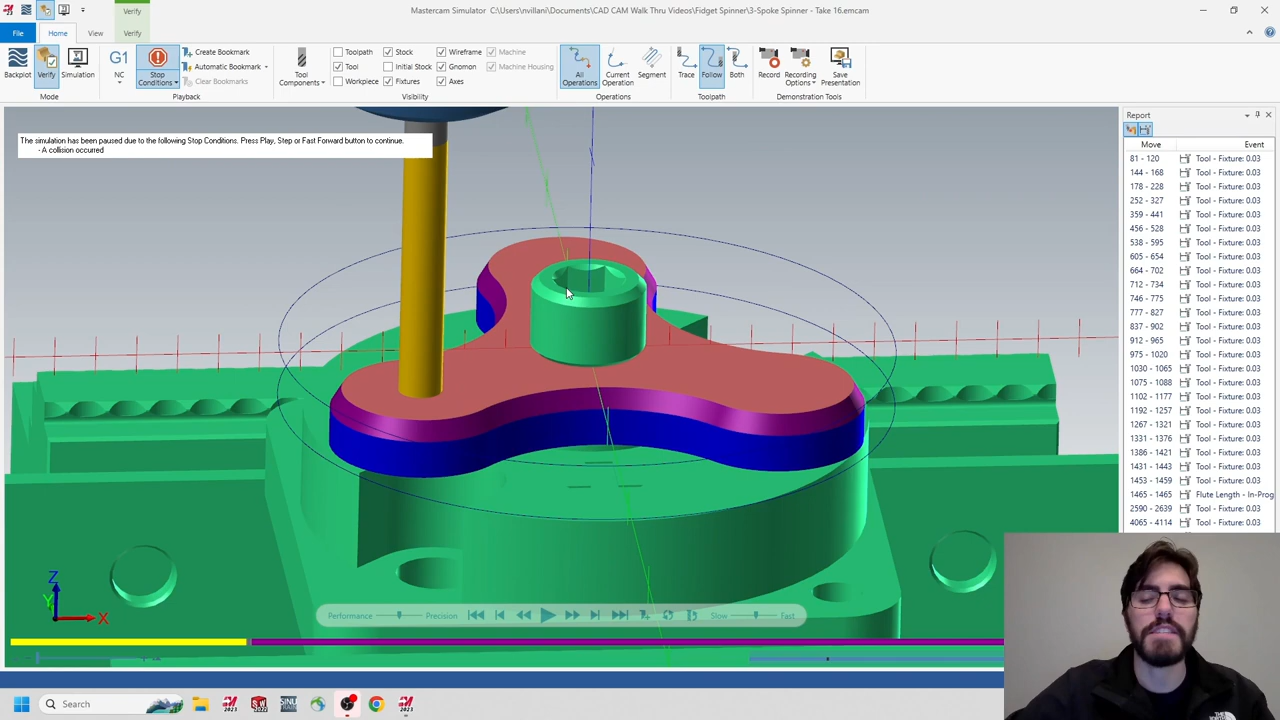 Mastercam Simulator C:\Users\nvillani\Documents\CAD CAM Walk Thru Videos\Fidget Spinner\3-Spoke Spinner - Take 16.emcam
Verify
File Home View Verify
Backplot Verify Simulation
Mode
G1 NC Stop Conditions
Create Bookmark
Automatic Bookmark
Clear Bookmarks
Playback
Tool Components
Toolpath Stock Wireframe Machine
Tool Initial Stock Gnomon Machine Housing
Workpiece Fixtures Axes
Visibility
All Operations Current Operation Segment
Operations
Trace Follow Both
Toolpath
Record Recording Options Save Presentation
Demonstration Tools
The simulation has been paused due to the following Stop Conditions. Press Play, Step or Fast Forward button to continue.
- A collision occurred
Report
Move Event
81 - 120 Tool - Fixture: 0.03
144 - 168 Tool - Fixture: 0.03
178 - 228 Tool - Fixture: 0.03
252 - 327 Tool - Fixture: 0.03
359 - 441 Tool - Fixture: 0.03
456 - 528 Tool - Fixture: 0.03
538 - 595 Tool - Fixture: 0.03
605 - 654 Tool - Fixture: 0.03
664 - 702 Tool - Fixture: 0.03
712 - 734 Tool - Fixture: 0.03
746 - 775 Tool - Fixture: 0.03
777 - 827 Tool - Fixture: 0.03
837 - 902 Tool - Fixture: 0.03
912 - 965 Tool - Fixture: 0.03
975 - 1020 Tool - Fixture: 0.03
1030 - 1065 Tool - Fixture: 0.03
1075 - 1088 Tool - Fixture: 0.03
1102 - 1177 Tool - Fixture: 0.03
1192 - 1257 Tool - Fixture: 0.03
1267 - 1321 Tool - Fixture: 0.03
1331 - 1376 Tool - Fixture: 0.03
1386 - 1421 Tool - Fixture: 0.03
1431 - 1443 Tool - Fixture: 0.03
1453 - 1459 Tool - Fixture: 0.03
1465 - 1465 Flute Length - In-Prog
2590 - 2639 Tool - Fixture: 0.03
4065 - 4114 Tool - Fixture: 0.03
Z
Y
X
Performance Precision Slow Fast
Search